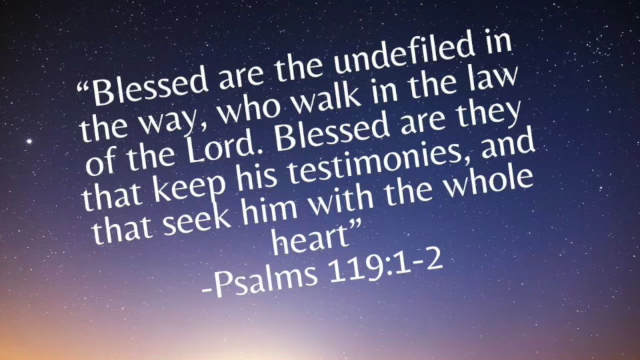 “Blessed are the undefiled in
the way, who walk in the law
of the Lord. Blessed are they
that keep his testimonies, and
that seek him with the whole
heart”
-Psalms 119:1-2